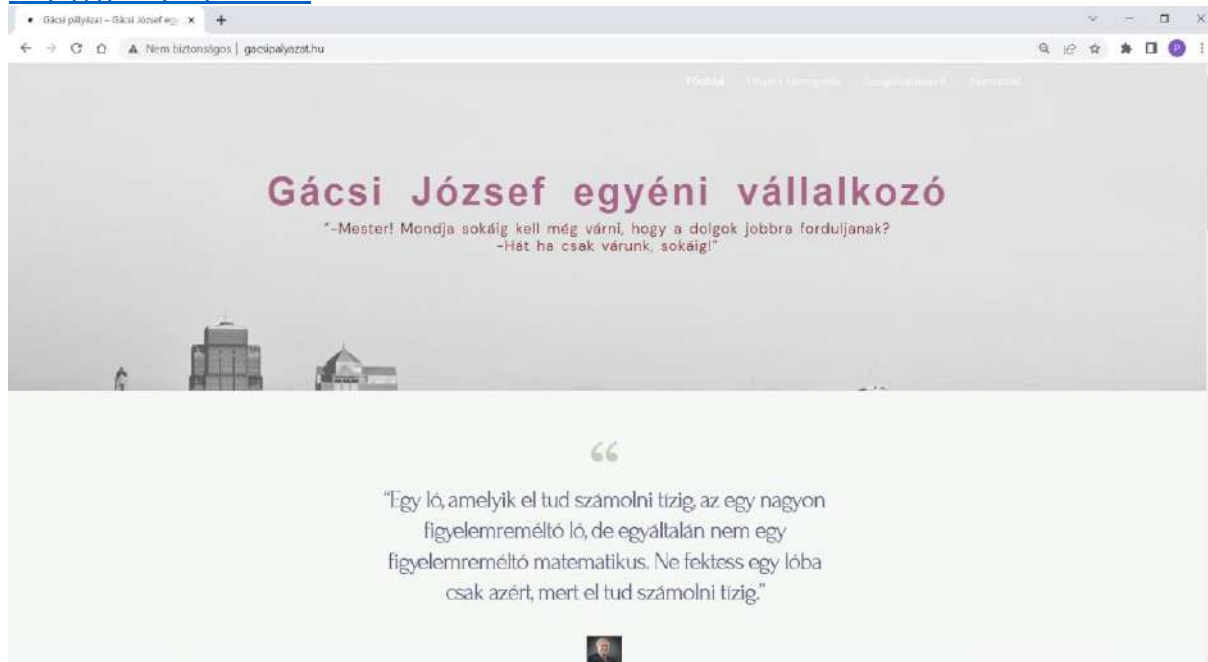 Gácsi pályázat – Gácsi József egy
Nem biztonságos | gacsipalyazat.hu
P
Főoldal
Gácsi József egyéni vállalkozó
"-Mester! Mondja sokáig kell még várni, hogy a dolgok jobbra forduljanak?
-Hát ha csak várunk, sokáig!"
“
“Egy ló, amelyik el tud számolni tízig, az egy nagyon
figyelemreméltó ló, de egyáltalán nem egy
figyelemreméltó matematikus. Ne fektess egy lóba
csak azért, mert el tud számolni tízig.”